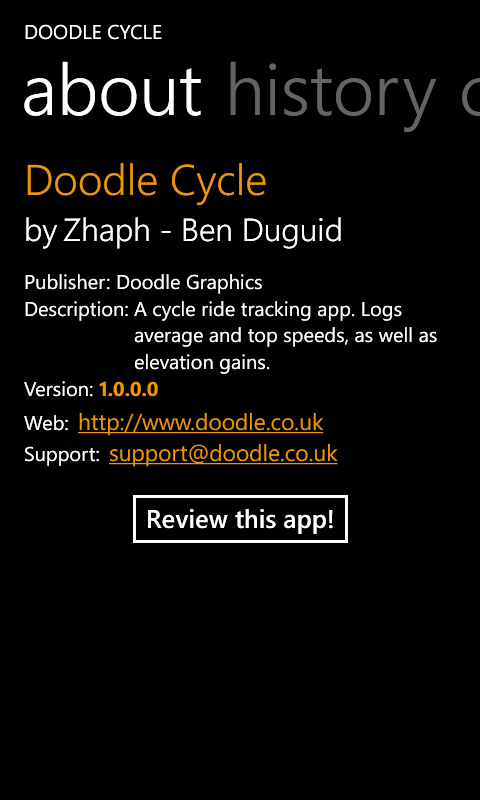 DOODLE CYCLE
about history
Doodle Cycle
by Zhaph - Ben Duguid
Publisher: Doodle Graphics
Description: A cycle ride tracking app. Logs
average and top speeds, as well as
elevation gains.
Version: 1.0.0.0
Web: http://www.doodle.co.uk
Support: support@doodle.co.uk
Review this app!